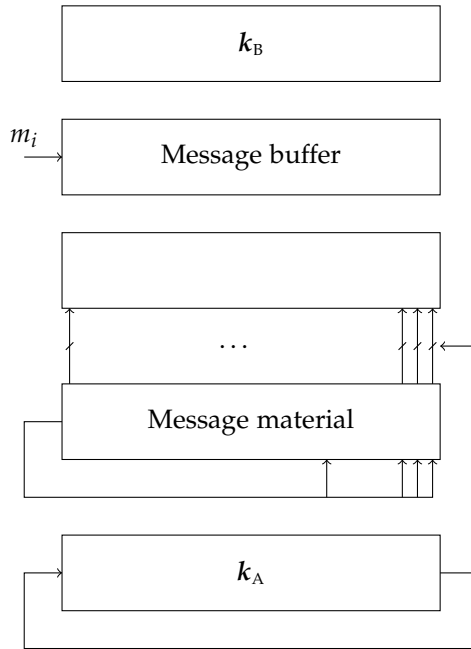 k_B
m_i
Message buffer
...
Message material
k_A